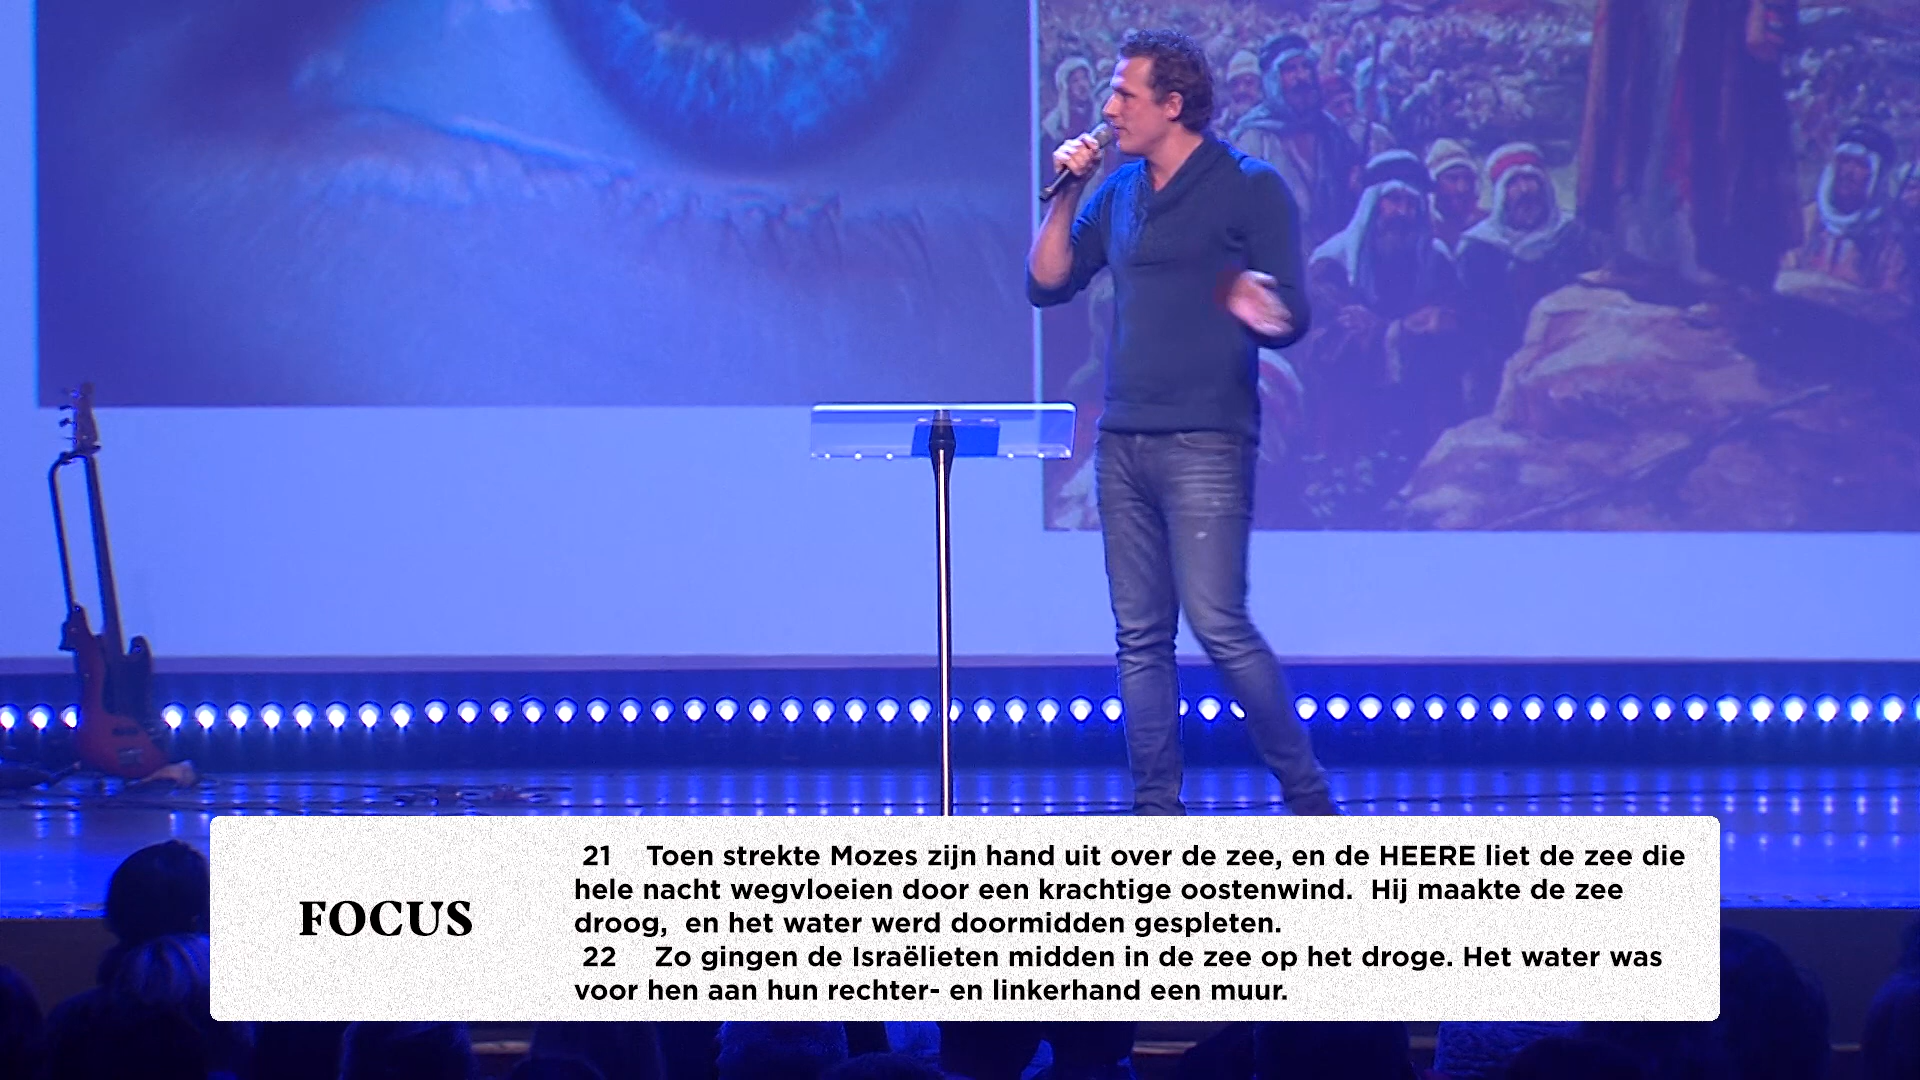 FOCUS
21 Toen strekte Mozes zijn hand uit over de zee, en de HEERE liet de zee die
hele nacht wegvloeien door een krachtige oostenwind. Hij maakte de zee
droog, en het water werd doormidden gespleten.
22 Zo gingen de Israëlieten midden in de zee op het droge. Het water was
voor hen aan hun rechter- en linkerhand een muur.